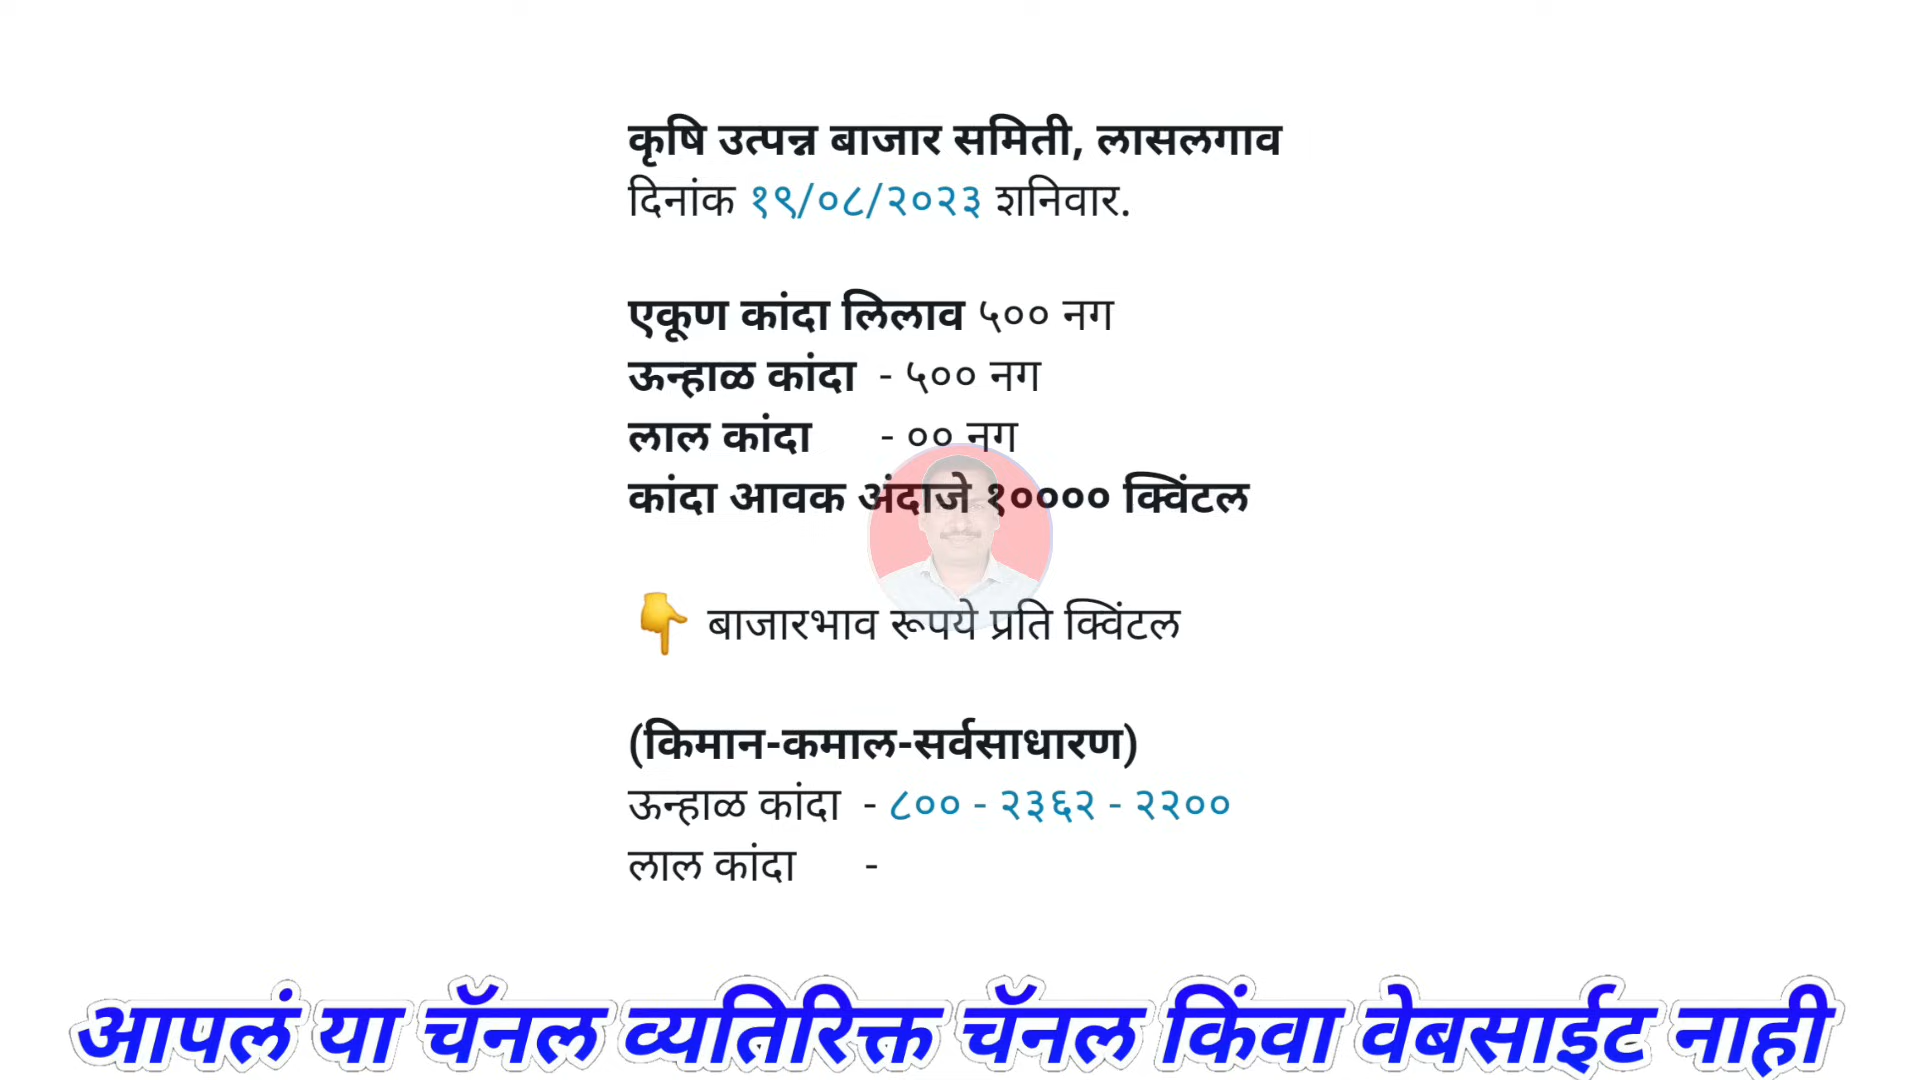 कृषि उत्पन्न बाजार समिती, लासलगाव
दिनांक १९/०८/२०२३ शनिवार.
एकूण कांदा लिलाव ५०० नग
ऊन्हाळ कांदा - ५०० नग
लाल कांदा - ०० नग
कांदा आवक अंदाजे १०००० क्विंटल
👇 बाजारभाव रूपये प्रति क्विंटल
(किमान-कमाल-सर्वसाधारण)
ऊन्हाळ कांदा - ८०० - २३६२ - २२००
लाल कांदा -
आपलं या चॅनल व्यतिरिक्त चॅनल किंवा वेबसाईट नाही